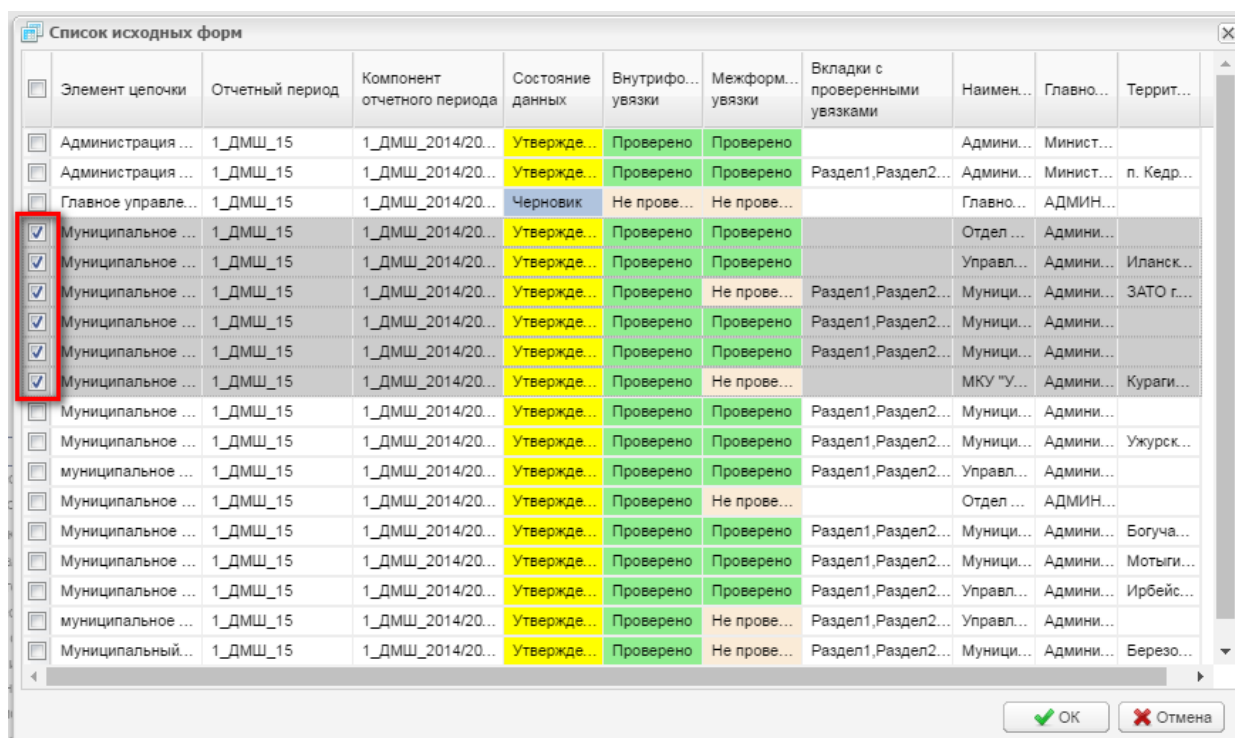 Список исходных форм
Элемент цепочки Отчетный период Компонент отчетного периода Состояние данных Внутрифо... увязки Межформ... увязки Вкладки с проверенными увязками Наимен... Главно... Террит...
Администрация ... 1_ДМШ_15 1_ДМШ_2014/20... Утвержде... Проверено Проверено Админи... Минист...
Администрация ... 1_ДМШ_15 1_ДМШ_2014/20... Утвержде... Проверено Проверено Раздел1,Раздел2... Админи... Минист... п. Кедр...
Главное управле... 1_ДМШ_15 1_ДМШ_2014/20... Черновик Не прове... Не прове... Главно... АДМИН...
Муниципальное ... 1_ДМШ_15 1_ДМШ_2014/20... Утвержде... Проверено Проверено Отдел ... Админи...
Муниципальное ... 1_ДМШ_15 1_ДМШ_2014/20... Утвержде... Проверено Проверено Управл... Админи... Иланск...
Муниципальное ... 1_ДМШ_15 1_ДМШ_2014/20... Утвержде... Проверено Не прове... Раздел1,Раздел2... Муници... Админи... ЗАТО г....
Муниципальное ... 1_ДМШ_15 1_ДМШ_2014/20... Утвержде... Проверено Проверено Раздел1,Раздел2... Муници... Админи...
Муниципальное ... 1_ДМШ_15 1_ДМШ_2014/20... Утвержде... Проверено Проверено Раздел1,Раздел2... Муници... Админи...
Муниципальное ... 1_ДМШ_15 1_ДМШ_2014/20... Утвержде... Проверено Не прове... МКУ "У... Админи... Кураги...
Муниципальное ... 1_ДМШ_15 1_ДМШ_2014/20... Утвержде... Проверено Проверено Раздел1,Раздел2... Муници... Админи...
Муниципальное ... 1_ДМШ_15 1_ДМШ_2014/20... Утвержде... Проверено Проверено Раздел1,Раздел2... Муници... Админи... Ужурск...
муниципальное ... 1_ДМШ_15 1_ДМШ_2014/20... Утвержде... Проверено Проверено Раздел1,Раздел2... Управл... Админи...
муниципальное ... 1_ДМШ_15 1_ДМШ_2014/20... Утвержде... Проверено Не прове... Отдел ... АДМИН...
Муниципальное ... 1_ДМШ_15 1_ДМШ_2014/20... Утвержде... Проверено Проверено Раздел1,Раздел2... Муници... Админи... Богуча...
Муниципальное ... 1_ДМШ_15 1_ДМШ_2014/20... Утвержде... Проверено Проверено Раздел1,Раздел2... Муници... Админи... Мотыги...
Муниципальное ... 1_ДМШ_15 1_ДМШ_2014/20... Утвержде... Проверено Проверено Раздел1,Раздел2... Управл... Админи... Ирбейс...
муниципальное ... 1_ДМШ_15 1_ДМШ_2014/20... Утвержде... Проверено Не прове... Раздел1,Раздел2... Управл... Админи...
Муниципальный... 1_ДМШ_15 1_ДМШ_2014/20... Утвержде... Проверено Не прове... Раздел1,Раздел2... Муници... Админи... Березо...
ОК Отмена